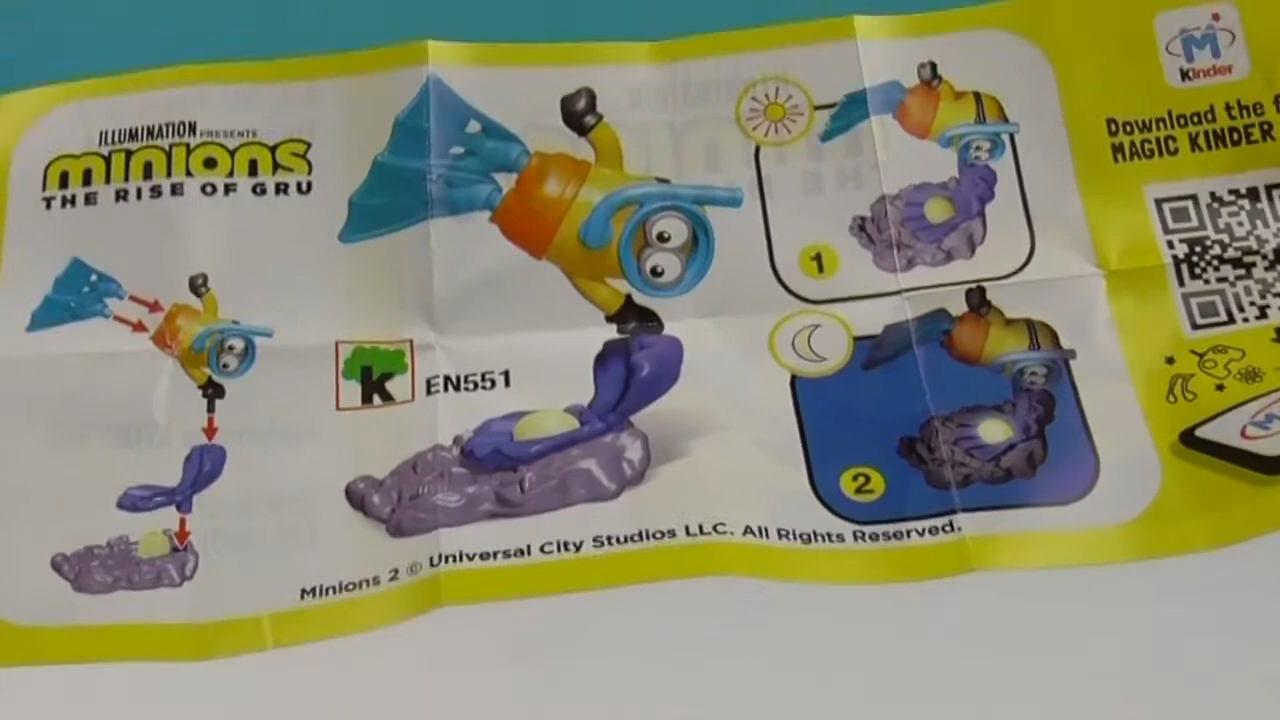 ILLUMINATION PRESENTS
minions
THE RISE OF GRU
k
EN551
1
2
Minions 2 © Universal City Studios LLC. All Rights Reserved.
M
kinder
Download the
MAGIC KINDER